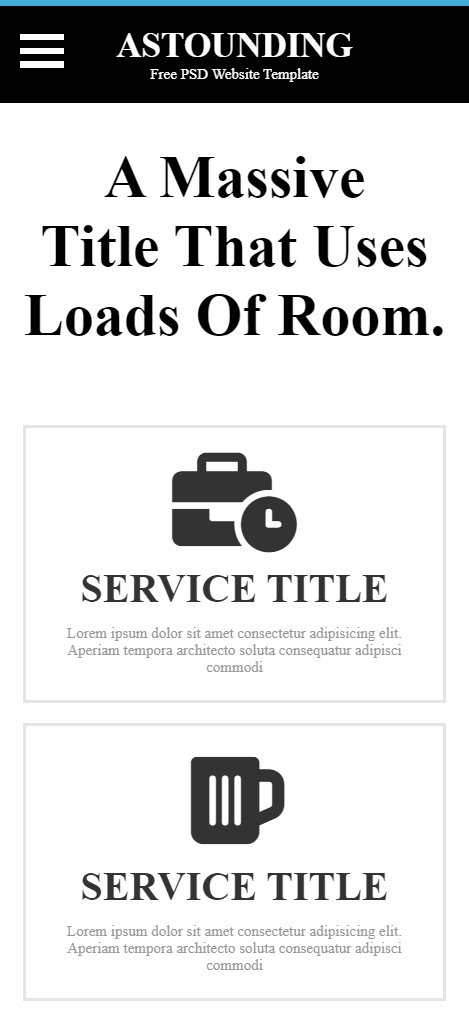 ASTOUNDING
Free PSD Website Template
A Massive
Title That Uses
Loads Of Room.
SERVICE TITLE
Lorem ipsum dolor sit amet consectetur adipisicing elit.
Aperiam tempora architecto soluta consequatur adipisci
commodi
SERVICE TITLE
Lorem ipsum dolor sit amet consectetur adipisicing elit.
Aperiam tempora architecto soluta consequatur adipisci
commodi